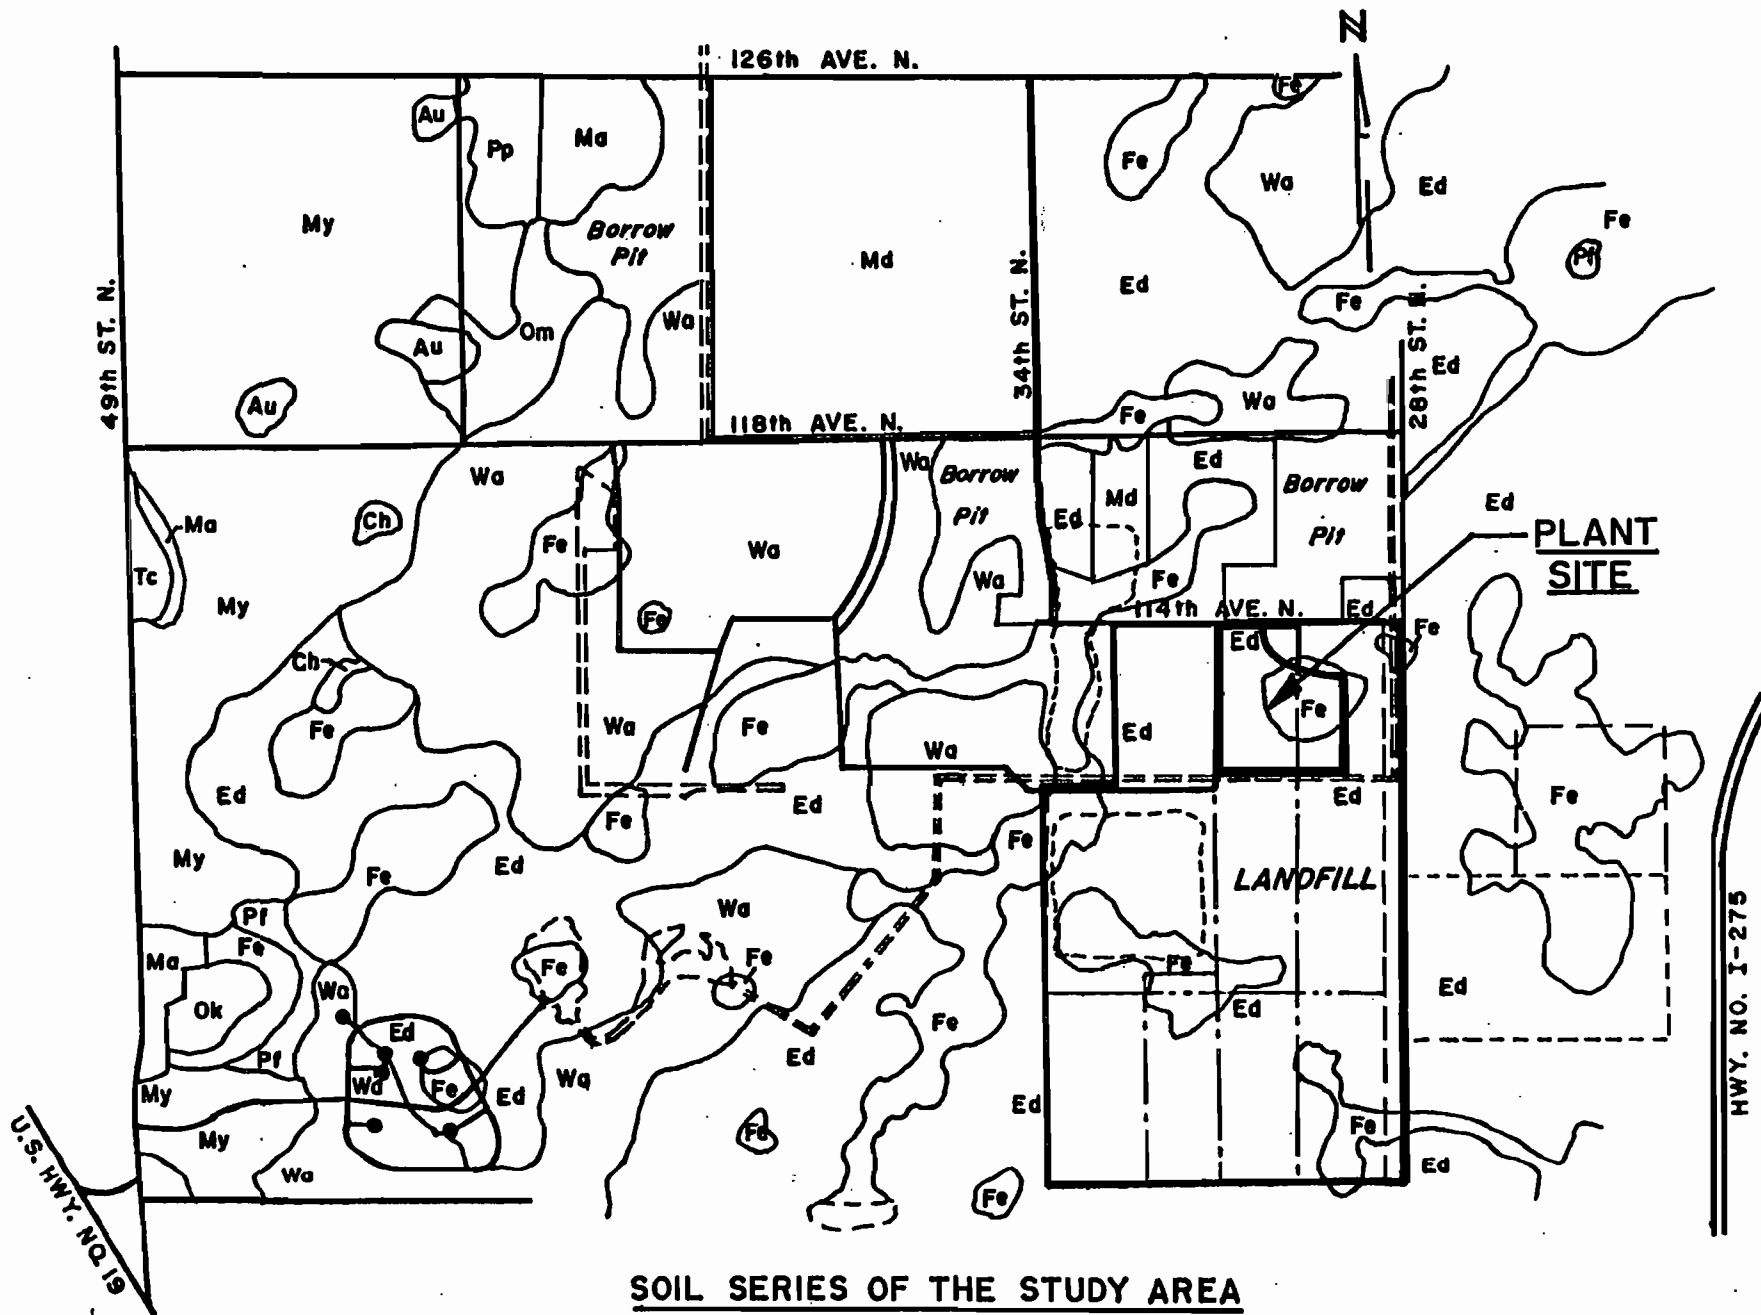 N
126th AVE. N.
Au
Pp
Ma
Fe
Fe
Wa
Ed
My
Borrow
Pit
Md
Fe
Pf
Ed
Fe
49th ST. N.
34th ST. N.
28th ST. N.
Au
Om
Wa
Ed
Au
Fe
Wa
118th AVE. N.
Wa
Wa
Borrow
Pit
Ed
Borrow
Pit
Md
Ed
Ed
PLANT
SITE
Ma
Ch
Fe
Wa
Wa
Fe
Tc
My
Fe
114th AVE. N.
Ed
Fe
Ed
Ch
Fe
Wa
Fe
Wa
Ed
Fe
Ed
Ed
Fe
Ed
Fe
Fe
My
Fe
Ed
LANDFILL
Pf
Wa
HWY. NO. I-275
Fe
Ma
Fe
Fe
Fe
Wa
Ok
Ed
Fe
Ed
Ed
Pf
Ed
Wa
Fe
Ed
Wa
My
Ed
My
Fe
Fe
Wa
Ed
Fe
U.S. HWY. NO. 19
SOIL SERIES OF THE STUDY AREA